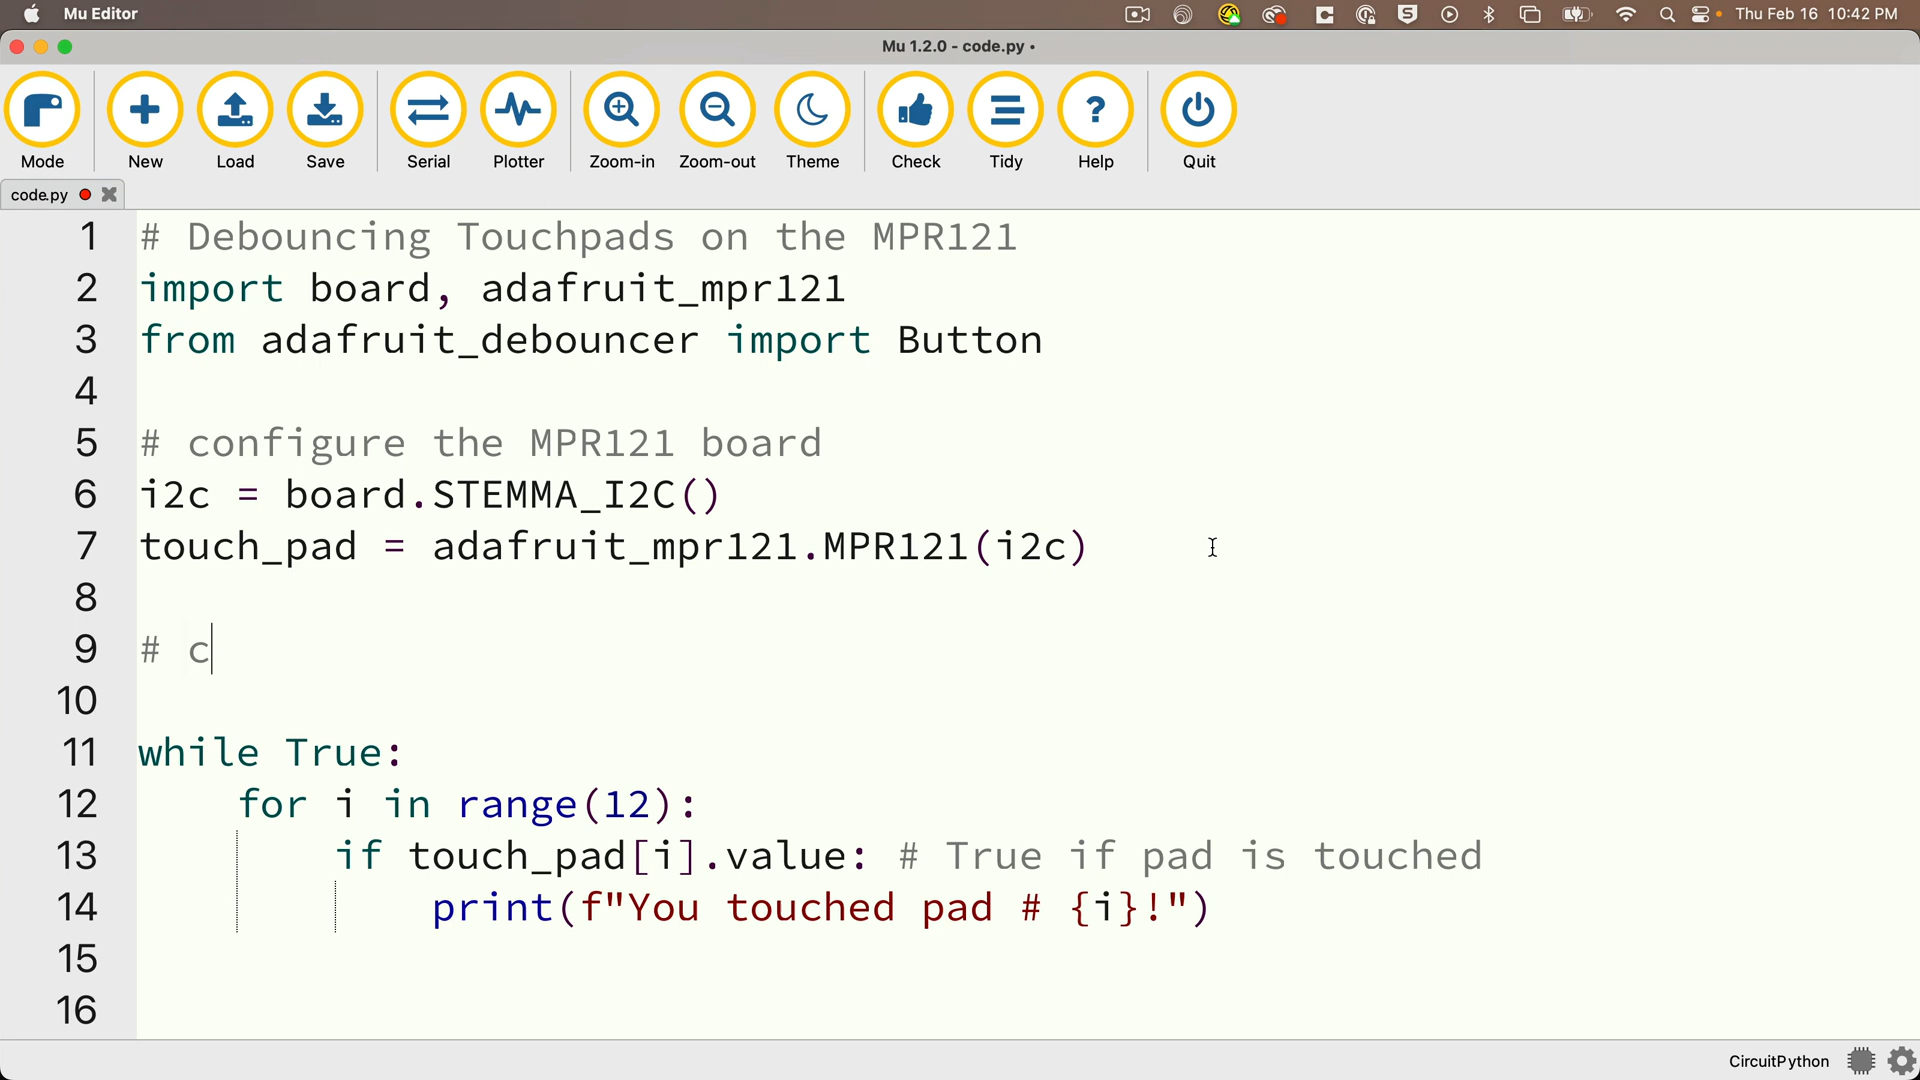 Mu Editor
Thu Feb 16 10:42 PM
Mu 1.2.0 - code.py •
Mode New Load Save Serial Plotter Zoom-in Zoom-out Theme Check Tidy Help Quit
code.py
1 # Debouncing Touchpads on the MPR121
2 import board, adafruit_mpr121
3 from adafruit_debouncer import Button
4
5 # configure the MPR121 board
6 i2c = board.STEMMA_I2C()
7 touch_pad = adafruit_mpr121.MPR121(i2c)
8
9 # c
10
11 while True:
12 for i in range(12):
13 if touch_pad[i].value: # True if pad is touched
14 print(f"You touched pad # {i}!")
15
16
CircuitPython